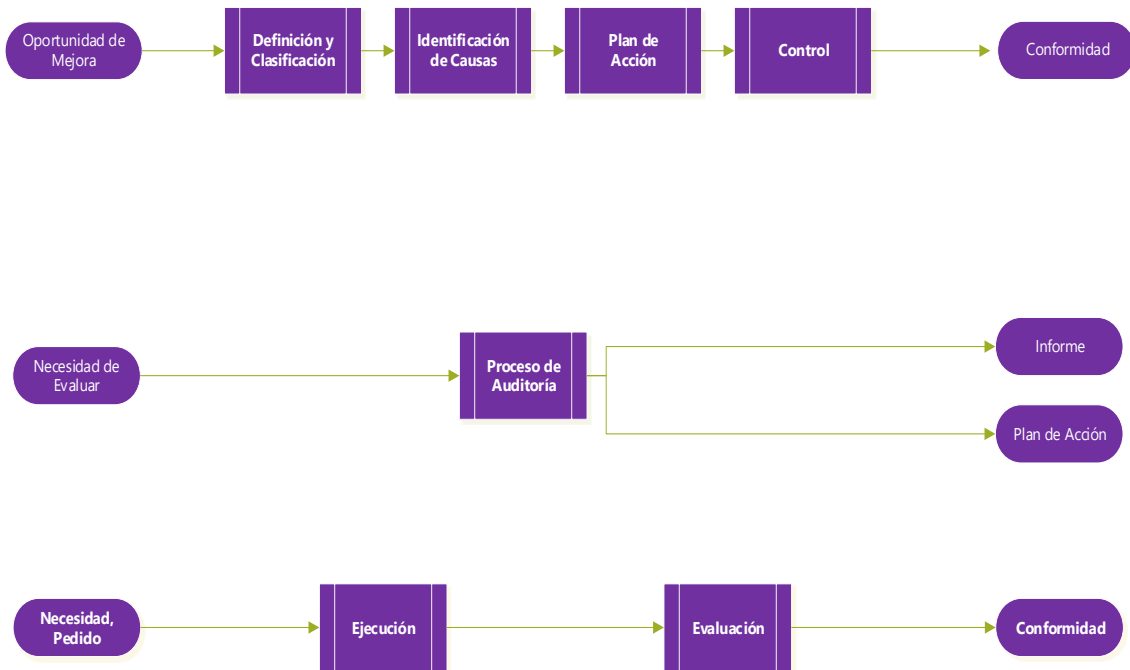 Oportunidad de
Mejora
Definición y
Clasificación
Identificación
de Causas
Plan de
Acción
Control
Conformidad
Necesidad de
Evaluar
Proceso de
Auditoría
Informe
Plan de Acción
Necesidad,
Pedido
Ejecución
Evaluación
Conformidad